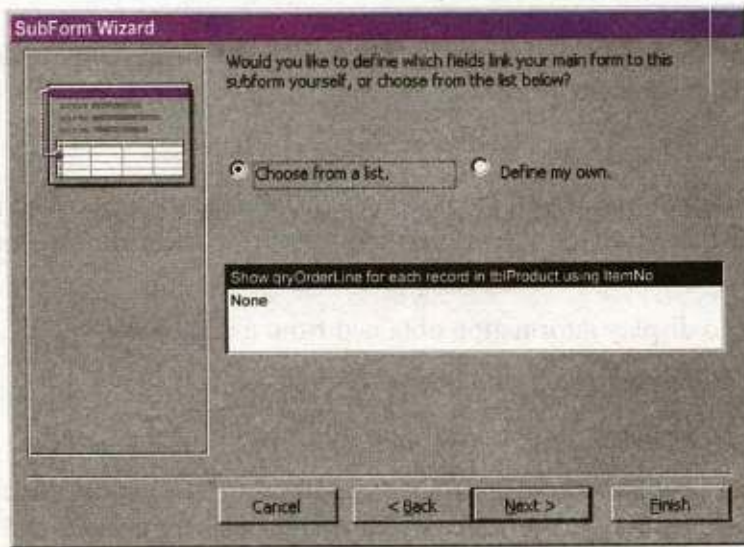 SubForm Wizard
Would you like to define which fields link your main form to this
subform yourself, or choose from the list below?
Choose from a list.
Define my own.
Show qryOrderLine for each record in tblProduct using ItemNo
None
Cancel
< Back
Next >
Finish